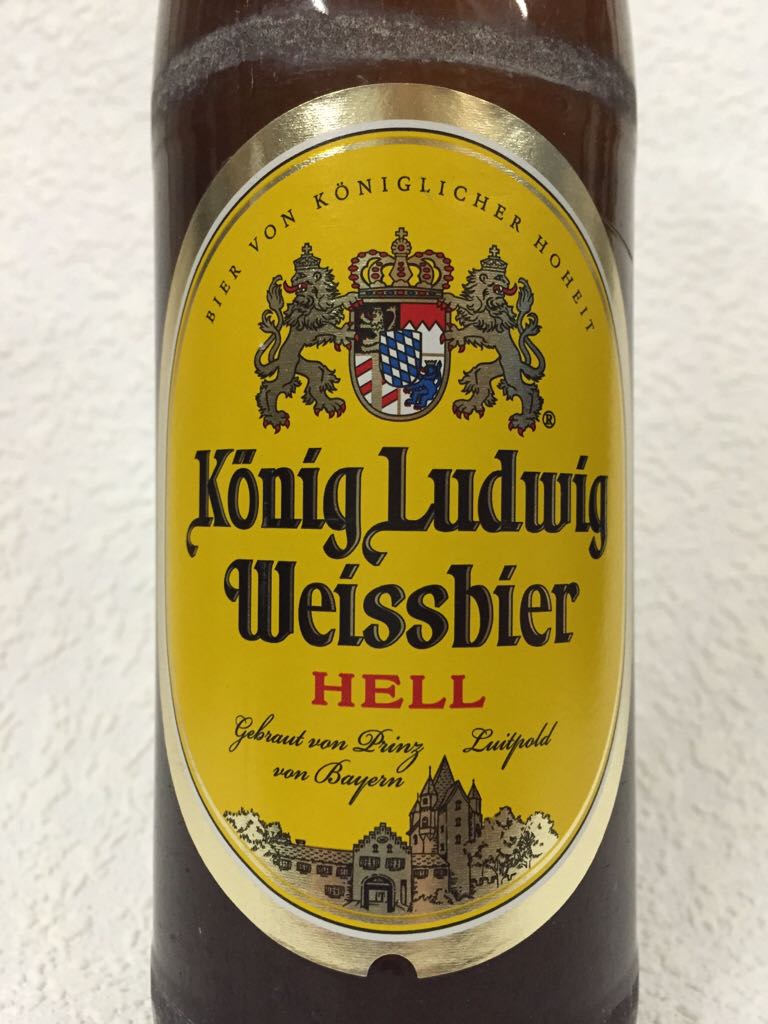 BIER VON KÖNIGLICHER HOHEIT
®
König Ludwig
Weissbier
HELL
Gebraut von Prinz Luitpold
von Bayern